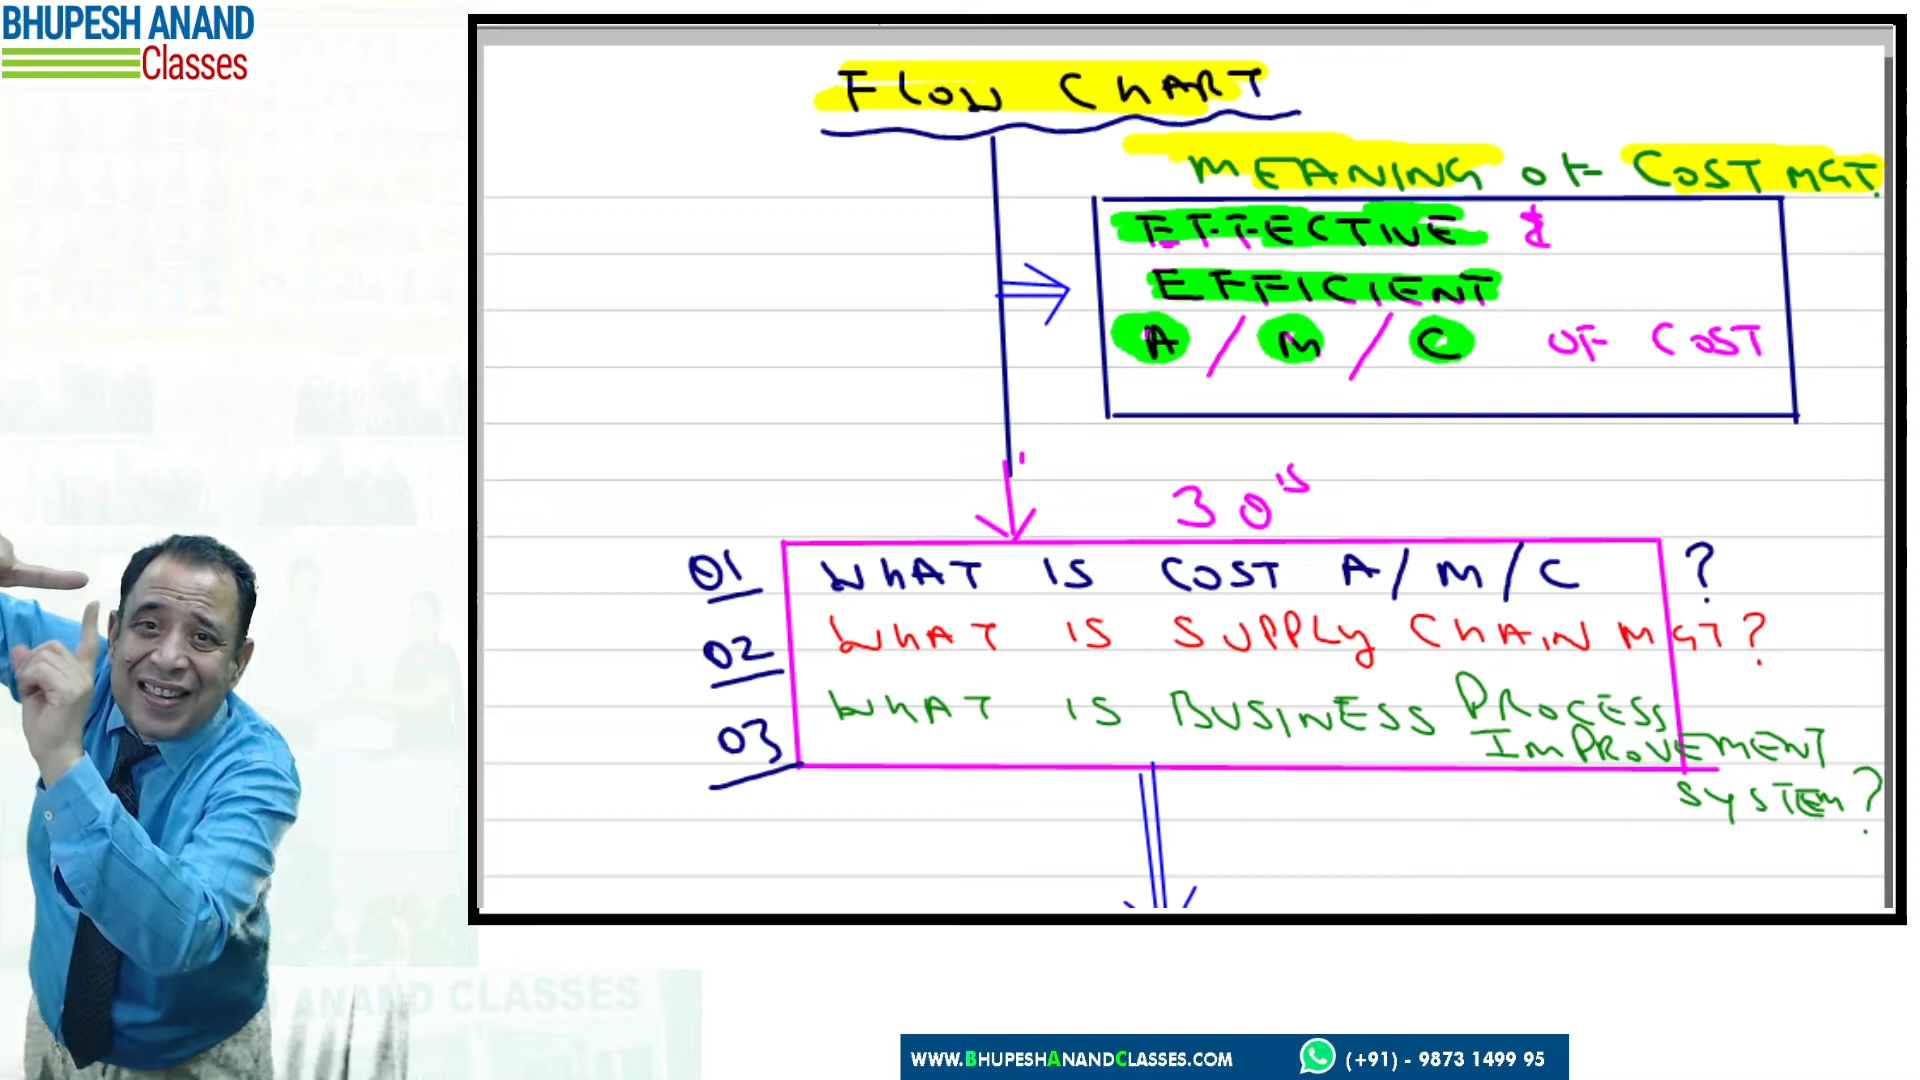 BHUPESH ANAND
Classes
FLOW CHART
MEANING OF COST MGT.
EFFECTIVE &
EFFICIENT
A / M / C OF COST
30's
01 WHAT IS COST A/M/C ?
02 WHAT IS SUPPLY CHAIN MGT?
03 WHAT IS BUSINESS PROCESS
IMPROVEMENT
SYSTEM?
ANAND CLASSES
WWW.BHUPESHANANDCLASSES.COM (+91) - 9873 1499 95